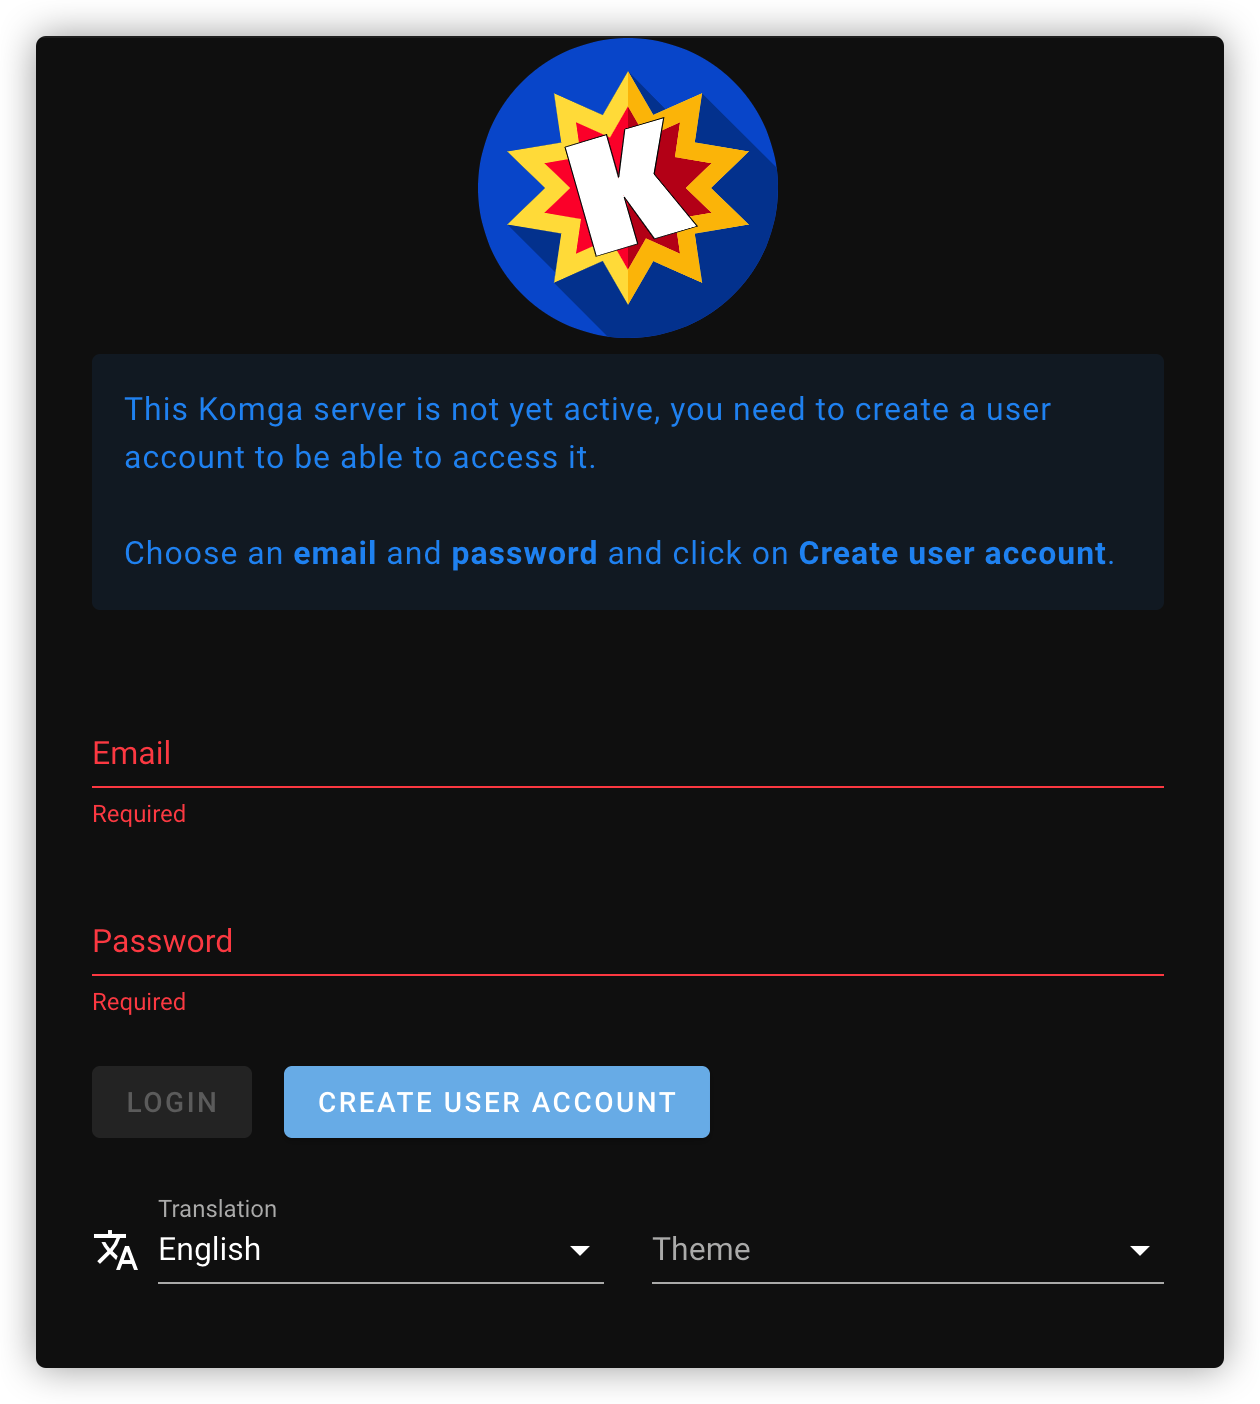 K
This Komga server is not yet active, you need to create a user
account to be able to access it.
Choose an email and password and click on Create user account.
Email
Required
Password
Required
LOGIN
CREATE USER ACCOUNT
Translation
English
Theme